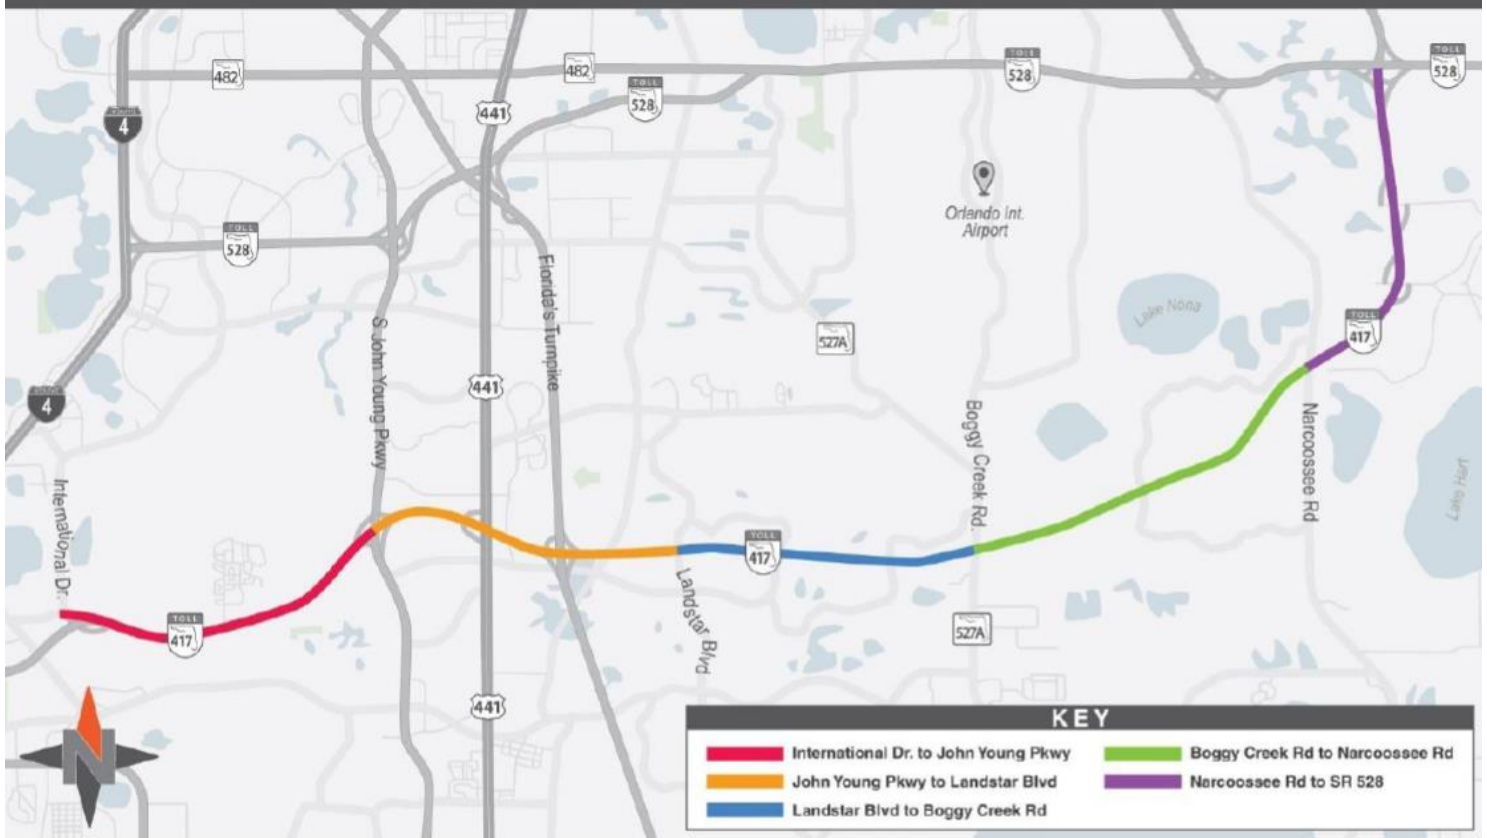 TOLL
528
482
482
TOLL
528
TOLL
528
441
4
Orlando Int.
Airport
TOLL
528
Florida's Turnpike
Lake Nona
S John Young Pkwy
TOLL
417
527A
441
4
Boggy Creek Rd.
Narcoossee Rd
Lake Hart
International Dr.
TOLL
417
Landstar Blvd
TOLL
417
527A
441
N
KEY
International Dr. to John Young Pkwy
John Young Pkwy to Landstar Blvd
Landstar Blvd to Boggy Creek Rd
Boggy Creek Rd to Narcoossee Rd
Narcoossee Rd to SR 528